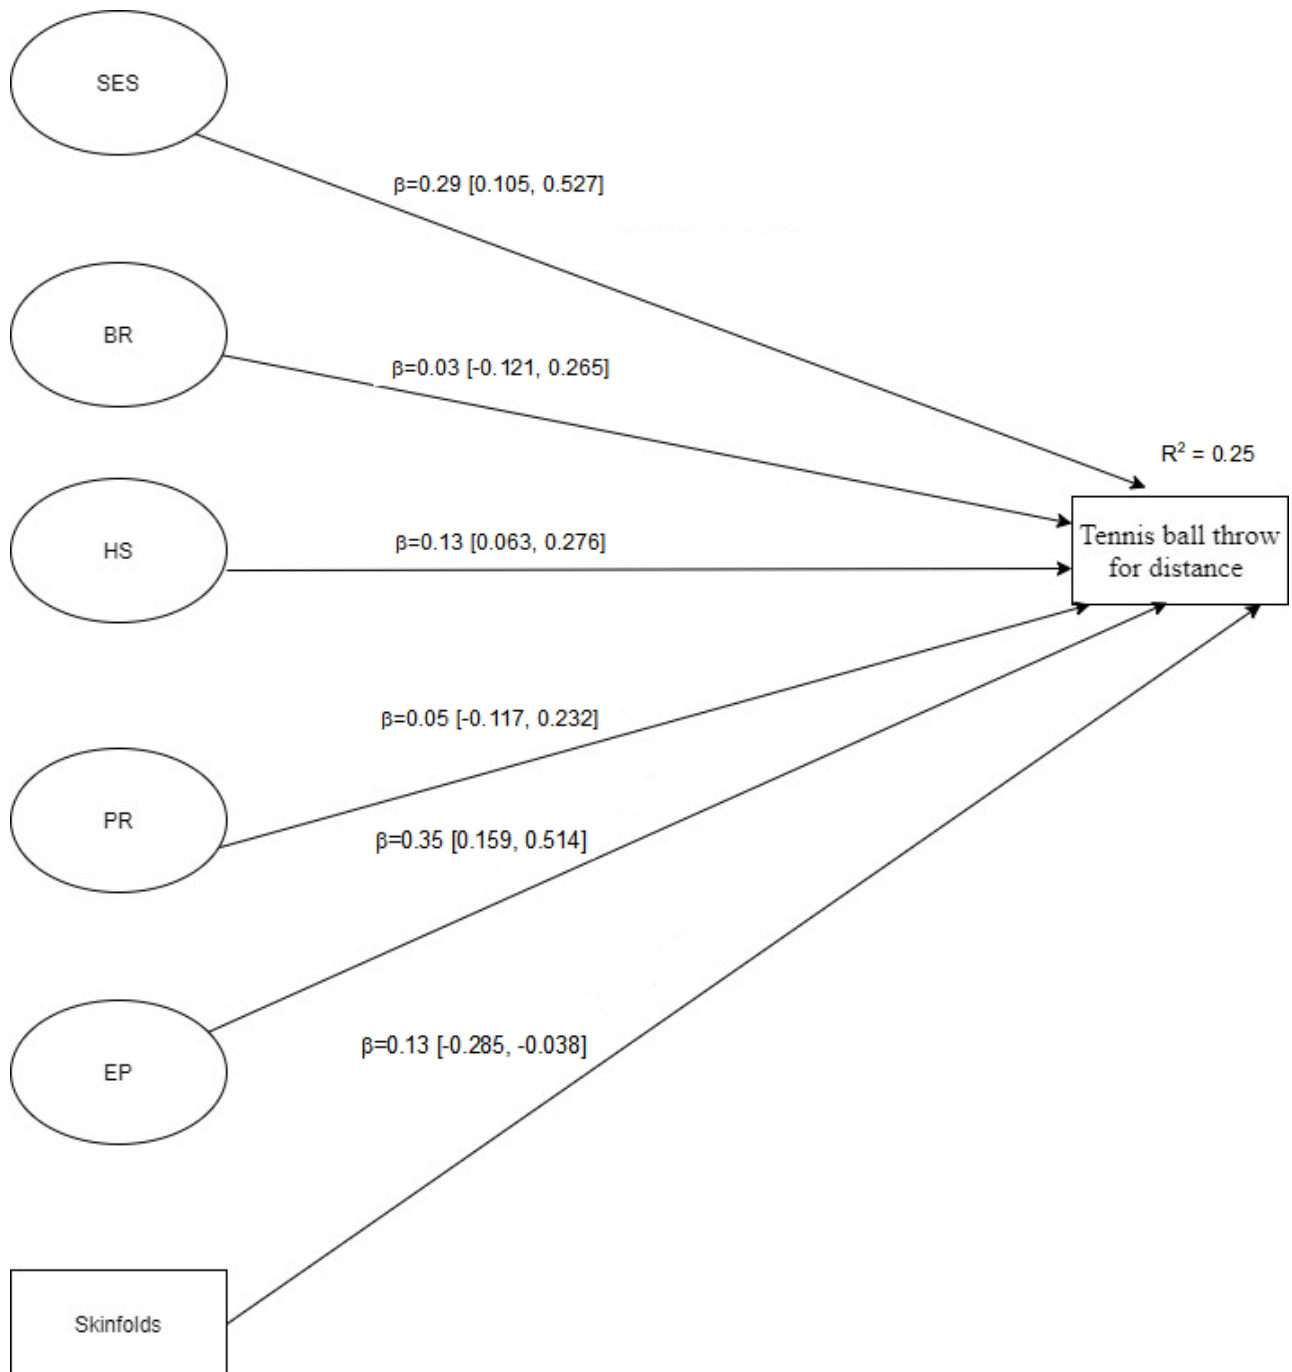 SES
β=0.29 [0.105, 0.527]
BR
β=0.03 [-0.121, 0.265]
R² = 0.25
HS
β=0.13 [0.063, 0.276]
Tennis ball throw
for distance
β=0.05 [-0.117, 0.232]
PR
β=0.35 [0.159, 0.514]
EP
β=0.13 [-0.285, -0.038]
Skinfolds